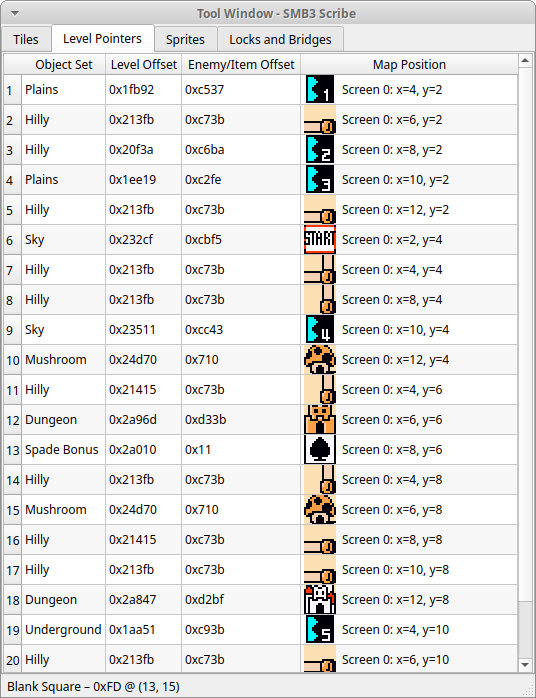 Tool Window - SMB3 Scribe
Tiles Level Pointers Sprites Locks and Bridges
Object Set Level Offset Enemy/Item Offset Map Position
1 Plains 0x1fb92 0xc537 1 Screen 0: x=4, y=2
2 Hilly 0x213fb 0xc73b Screen 0: x=6, y=2
3 Hilly 0x20f3a 0xc6ba 2 Screen 0: x=8, y=2
4 Plains 0x1ee19 0xc2fe 3 Screen 0: x=10, y=2
5 Hilly 0x213fb 0xc73b Screen 0: x=12, y=2
6 Sky 0x232cf 0xcbf5 START Screen 0: x=2, y=4
7 Hilly 0x213fb 0xc73b Screen 0: x=4, y=4
8 Hilly 0x213fb 0xc73b Screen 0: x=8, y=4
9 Sky 0x23511 0xcc43 4 Screen 0: x=10, y=4
10 Mushroom 0x24d70 0x710 Screen 0: x=12, y=4
11 Hilly 0x21415 0xc73b Screen 0: x=4, y=6
12 Dungeon 0x2a96d 0xd33b Screen 0: x=6, y=6
13 Spade Bonus 0x2a010 0x11 Screen 0: x=8, y=6
14 Hilly 0x213fb 0xc73b Screen 0: x=4, y=8
15 Mushroom 0x24d70 0x710 Screen 0: x=6, y=8
16 Hilly 0x21415 0xc73b Screen 0: x=8, y=8
17 Hilly 0x213fb 0xc73b Screen 0: x=10, y=8
18 Dungeon 0x2a847 0xd2bf Screen 0: x=12, y=8
19 Underground 0x1aa51 0xc93b 5 Screen 0: x=4, y=10
20 Hilly 0x213fb 0xc73b Screen 0: x=6, y=10
Blank Square – 0xFD @ (13, 15)